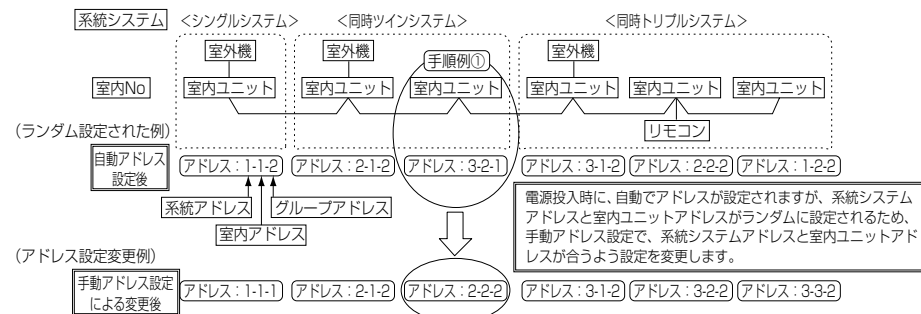 系統システム <シングルシステム> <同時ツインシステム> <同時トリプルシステム>
室外機 室外機 手順例① 室外機
室内No 室内ユニット 室内ユニット 室内ユニット 室内ユニット 室内ユニット 室内ユニット
リモコン
(ランダム設定された例)
自動アドレス
設定後
アドレス:1-1-2 アドレス:2-1-2 アドレス:3-2-1 アドレス:3-1-2 アドレス:2-2-2 アドレス:1-2-2
系統アドレス グループアドレス
室内アドレス
電源投入時に、自動でアドレスが設定されますが、系統システム
アドレスと室内ユニットアドレスがランダムに設定されるため、
手動アドレス設定で、系統システムアドレスと室内ユニットアド
レスが合うよう設定を変更します。
(アドレス設定変更例)
手動アドレス設定
による変更後
アドレス:1-1-1 アドレス:2-1-2 アドレス:2-2-2 アドレス:3-1-2 アドレス:3-2-2 アドレス:3-3-2